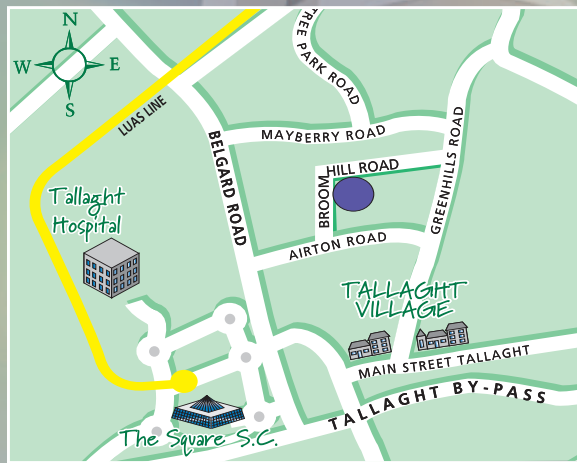 N
W E
S
LUAS LINE
TREE PARK ROAD
MAYBERRY ROAD
BELGARD ROAD
HILL ROAD
BROOM
GREENHILLS ROAD
AIRTON ROAD
Tallaght
Hospital
TALLAGHT
VILLAGE
MAIN STREET TALLAGHT
TALLAGHT BY-PASS
The Square S.C.